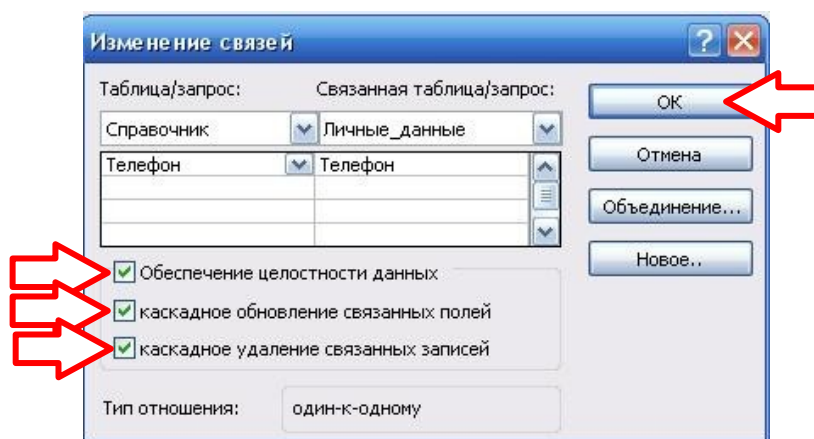 Изменение связей
Таблица/запрос: Связанная таблица/запрос:
Справочник Личные_данные
Телефон Телефон
ОК
Отмена
Объединение...
Новое..
Обеспечение целостности данных
каскадное обновление связанных полей
каскадное удаление связанных записей
Тип отношения: один-к-одному